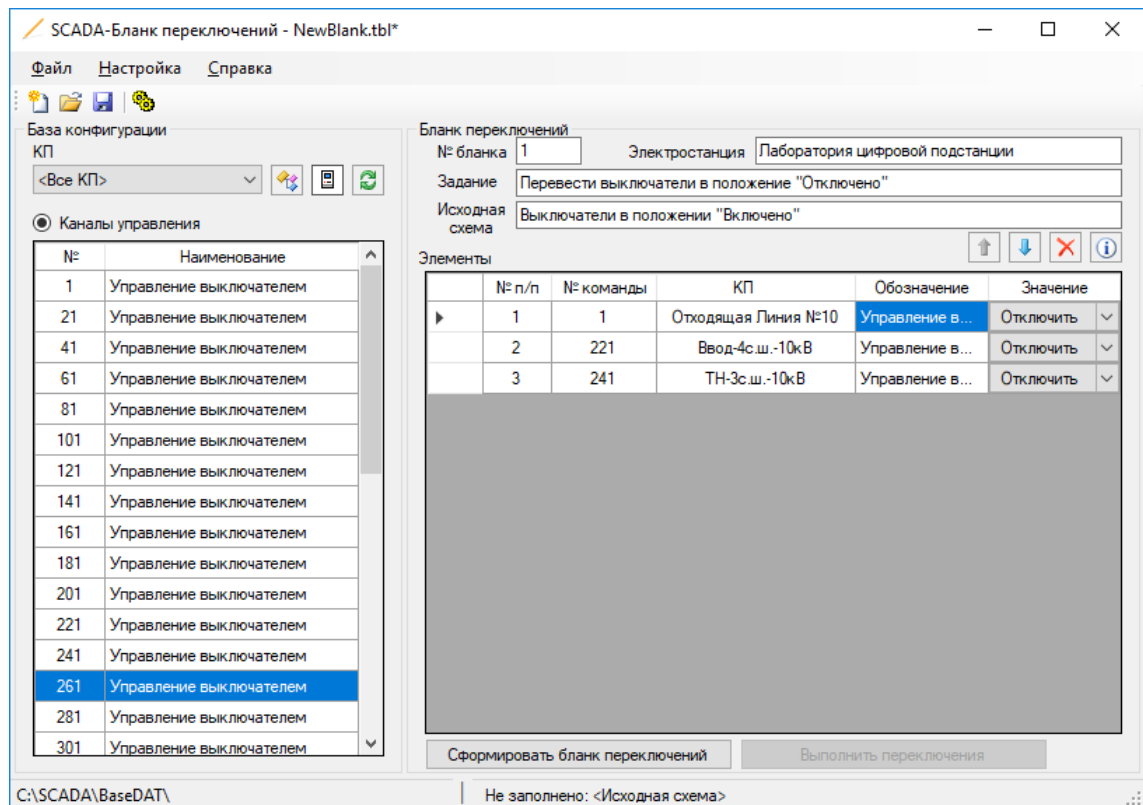 SCADA-Бланк переключений - NewBlank.tbl*
Файл Настройка Справка
База конфигурации
КП
<Все КП>
Каналы управления
№ Наименование
1 Управление выключателем
21 Управление выключателем
41 Управление выключателем
61 Управление выключателем
81 Управление выключателем
101 Управление выключателем
121 Управление выключателем
141 Управление выключателем
161 Управление выключателем
181 Управление выключателем
201 Управление выключателем
221 Управление выключателем
241 Управление выключателем
261 Управление выключателем
281 Управление выключателем
301 Управление выключателем
Бланк переключений
№ бланка 1 Электростанция Лаборатория цифровой подстанции
Задание Перевести выключатели в положение "Отключено"
Исходная схема Выключатели в положении "Включено"
Элементы
№ п/п № команды КП Обозначение Значение
1 1 Отходящая Линия №10 Управление в... Отключить
2 221 Ввод-4с.ш.-10кВ Управление в... Отключить
3 241 ТН-3с.ш.-10кВ Управление в... Отключить
Сформировать бланк переключений Выполнить переключения
C:\SCADA\BaseDAT\ Не заполнено: <Исходная схема>